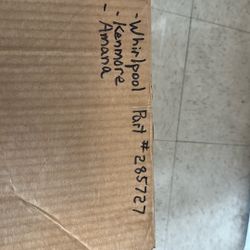 - Whirlpool Part # 285727
- Kenmore
- Amana